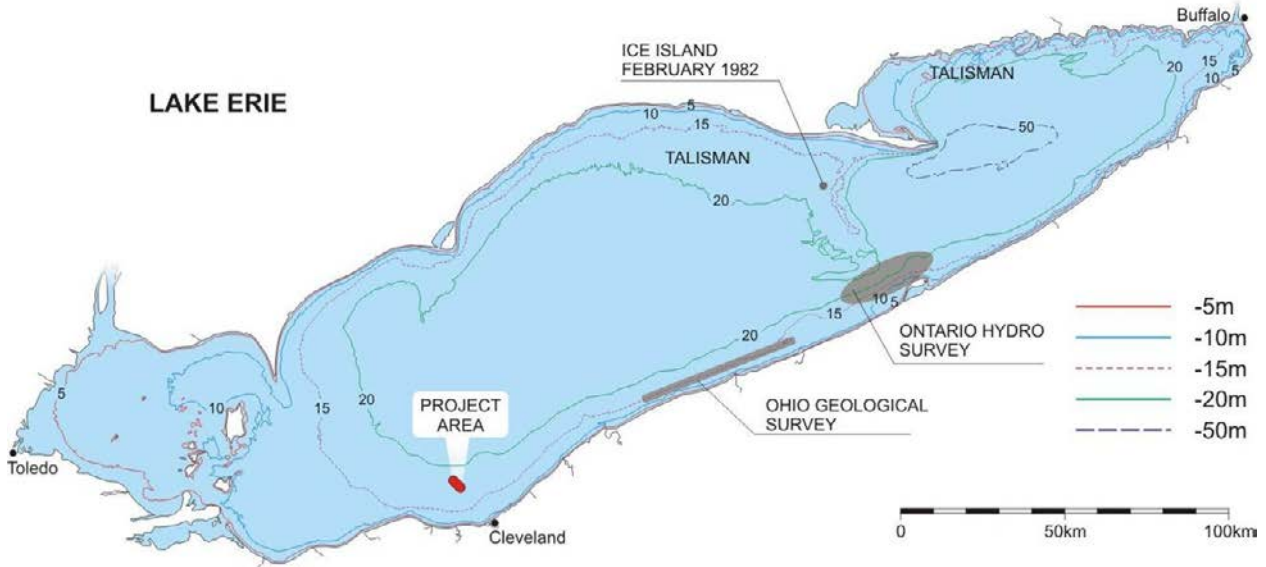 Buffalo
ICE ISLAND
FEBRUARY 1982
TALISMAN
20
15
10
5
LAKE ERIE
10
5
15
50
TALISMAN
20
10
5
15
20
5
10
15
20
PROJECT
AREA
ONTARIO HYDRO
SURVEY
OHIO GEOLOGICAL
SURVEY
Toledo
Cleveland
-5m
-10m
-15m
-20m
-50m
0
50km
100km